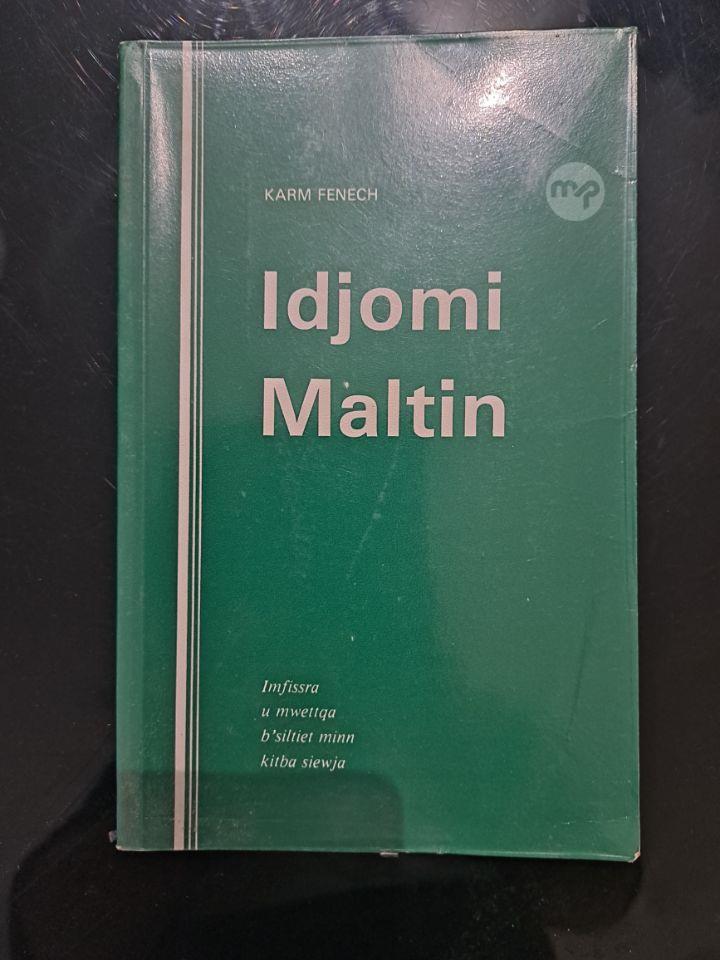 KARM FENECH
mp
Idjomi
Maltin
Imfissra
u mwettqa
b'siltiet minn
kitba siewja